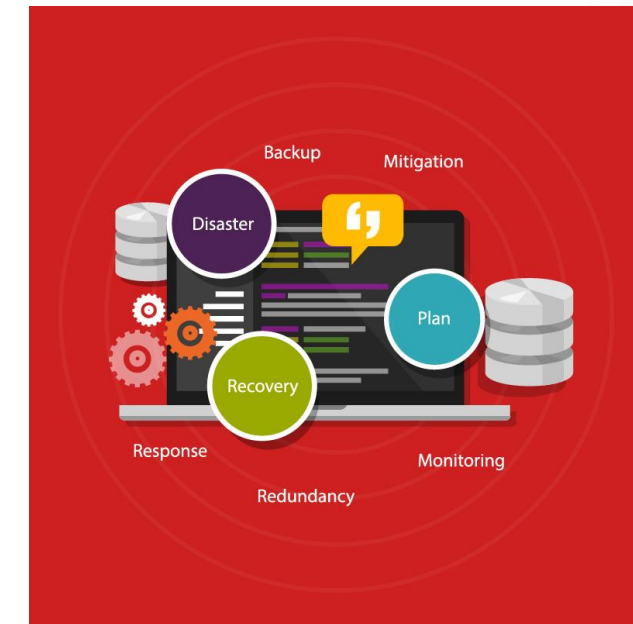 Backup
Mitigation
Disaster
Plan
Recovery
Response
Monitoring
Redundancy